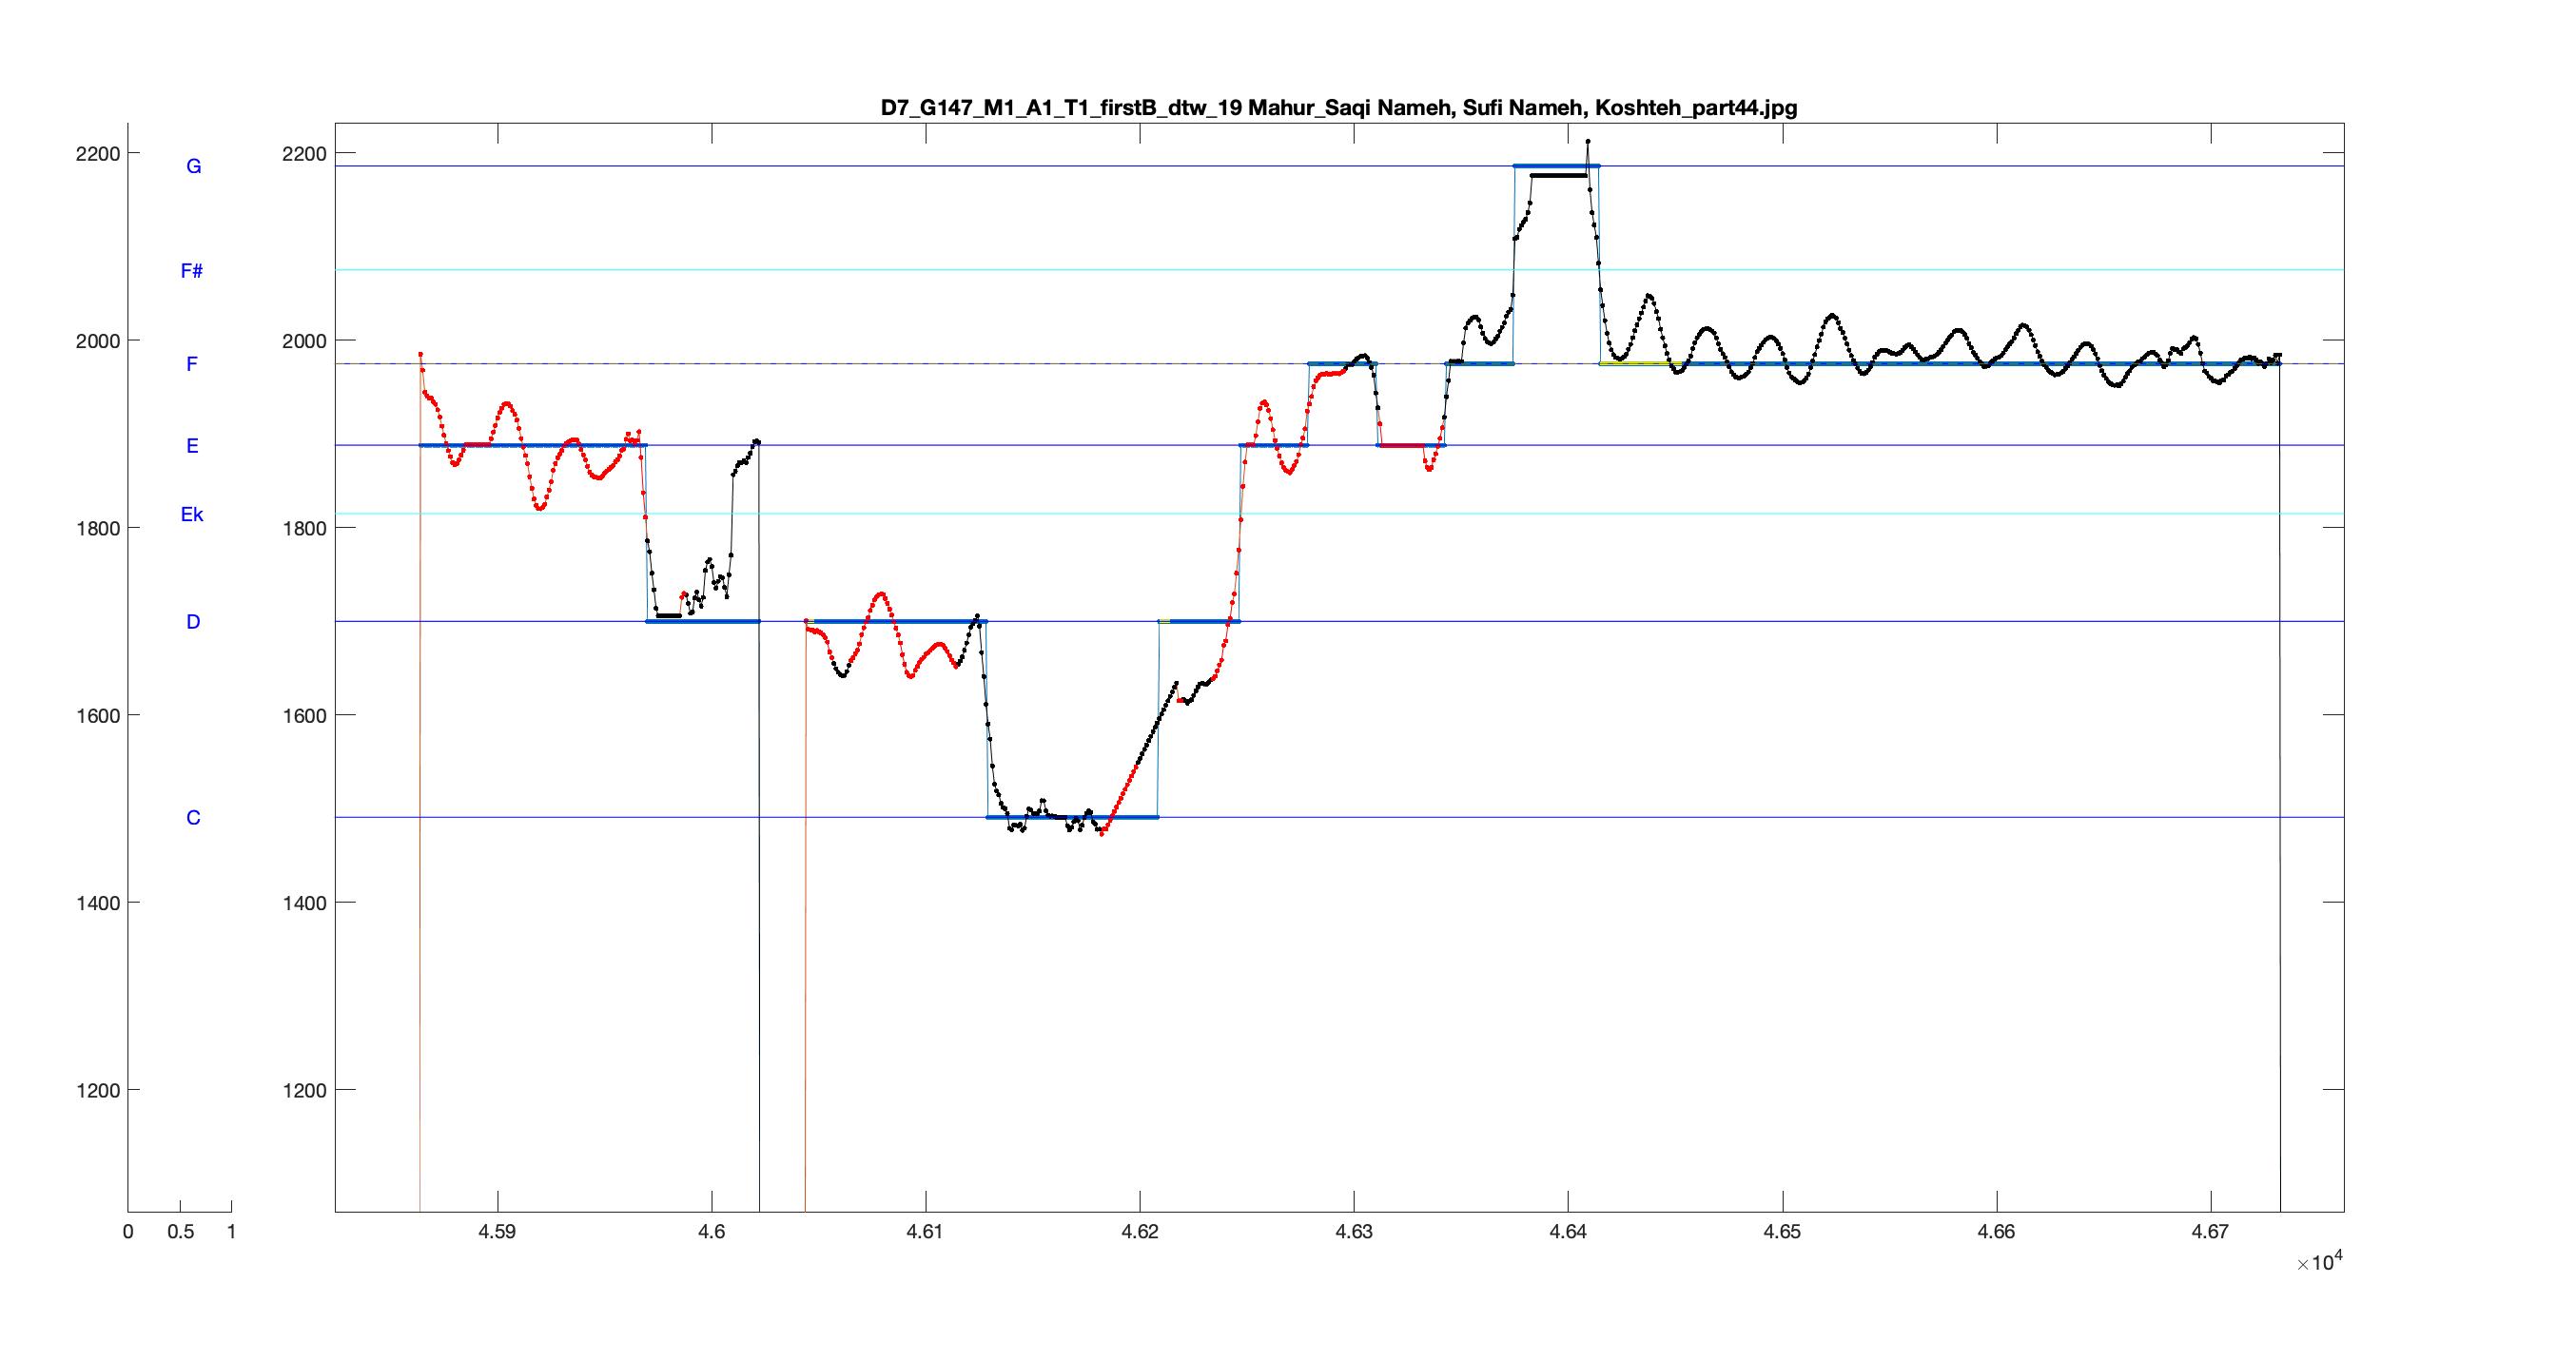 D7_G147_M1_A1_T1_firstB_dtw_19 Mahur_Saqi Nameh, Sufi Nameh, Koshteh_part44.jpg
2200 G 2200
F#
2000 F 2000
E
Ek
1800 1800
D
1600 1600
C
1400 1400
1200 1200
0 0.5 1 4.59 4.6 4.61 4.62 4.63 4.64 4.65 4.66 4.67
×10⁴